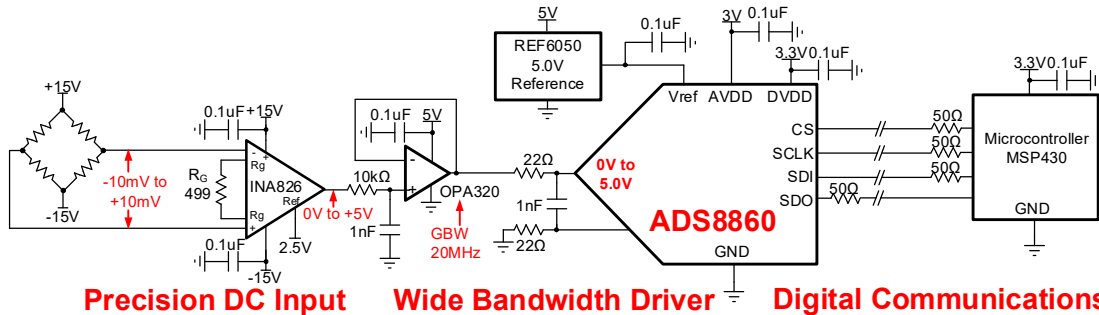 +15V
-15V
-10mV to
+10mV
0.1uF
+15V
-
+
Rg
R_G
499
INA826
Ref
Rg
+
2.5V
0.1uF
-15V
0V to +5V
10kΩ
1nF
0.1uF
5V
-
+
OPA320
GBW
20MHz
22Ω
1nF
22Ω
5V
REF6050
5.0V
Reference
0.1uF
3V
0.1uF
3.3V
0.1uF
Vref
AVDD
DVDD
0V to
5.0V
ADS8860
GND
CS
SCLK
SDI
SDO
50Ω
50Ω
50Ω
50Ω
3.3V
0.1uF
Microcontroller
MSP430
GND
Precision DC Input
Wide Bandwidth Driver
Digital Communications